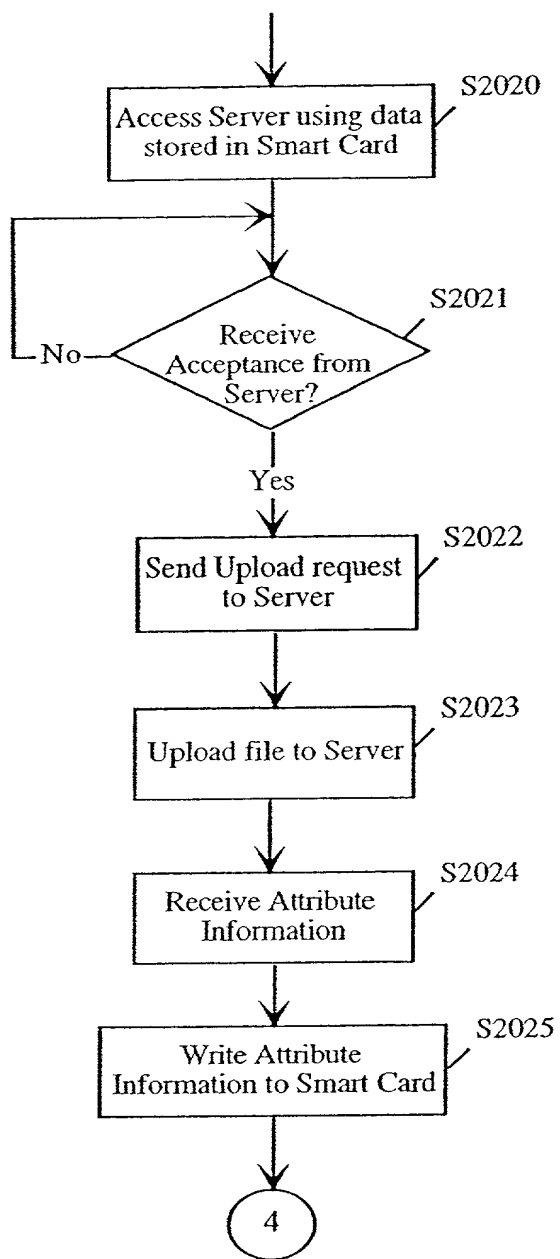 S2020
Access Server using data
stored in Smart Card
S2021
Receive
Acceptance from
Server?
No
Yes
S2022
Send Upload request
to Server
S2023
Upload file to Server
S2024
Receive Attribute
Information
S2025
Write Attribute
Information to Smart Card
4